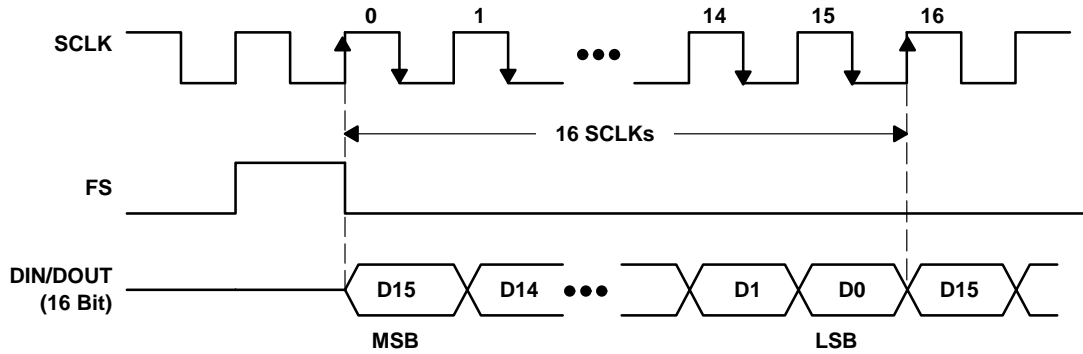 0 1 14 15 16
SCLK
16 SCLKs
FS
DIN/DOUT
(16 Bit)
D15 D14 D1 D0 D15
MSB LSB